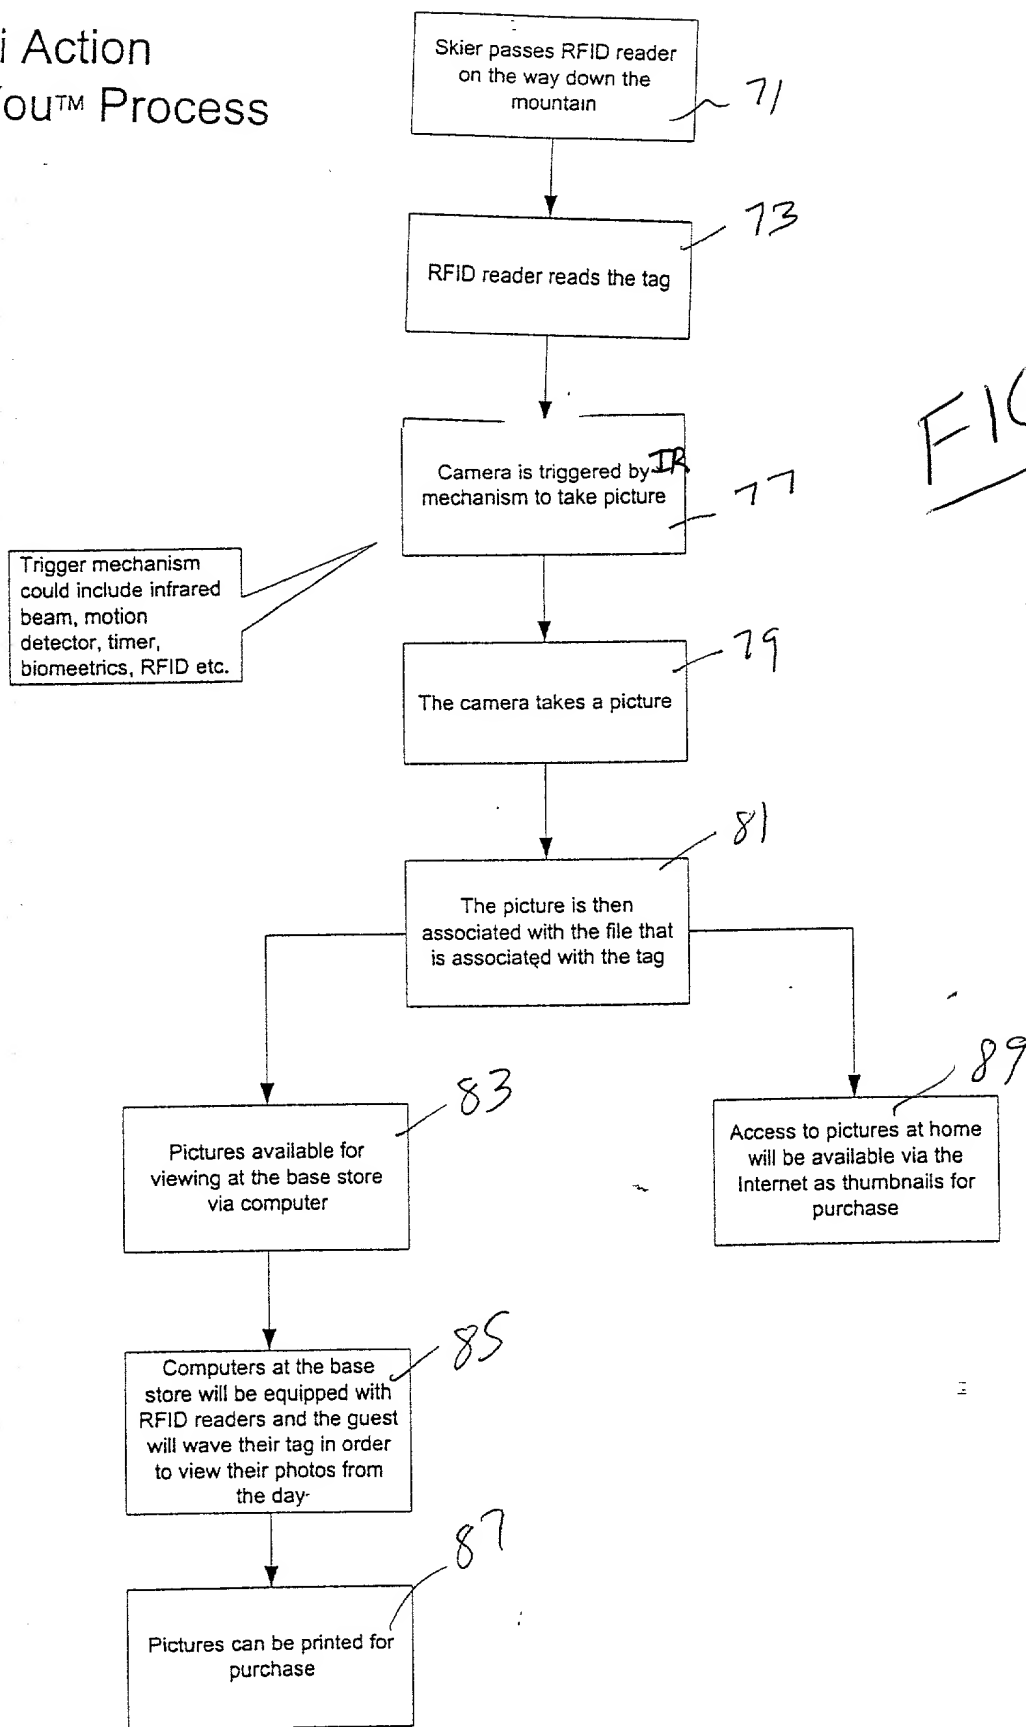 i Action
You™ Process
Skier passes RFID reader
on the way down the
mountain
71
RFID reader reads the tag
73
FIG
Camera is triggered by IR
mechanism to take picture
77
Trigger mechanism
could include infrared
beam, motion
detector, timer,
biomeetrics, RFID etc.
The camera takes a picture
79
The picture is then
associated with the file that
is associated with the tag
81
Pictures available for
viewing at the base store
via computer
83
Access to pictures at home
will be available via the
Internet as thumbnails for
purchase
89
Computers at the base
store will be equipped with
RFID readers and the guest
will wave their tag in order
to view their photos from
the day
85
Pictures can be printed for
purchase
87